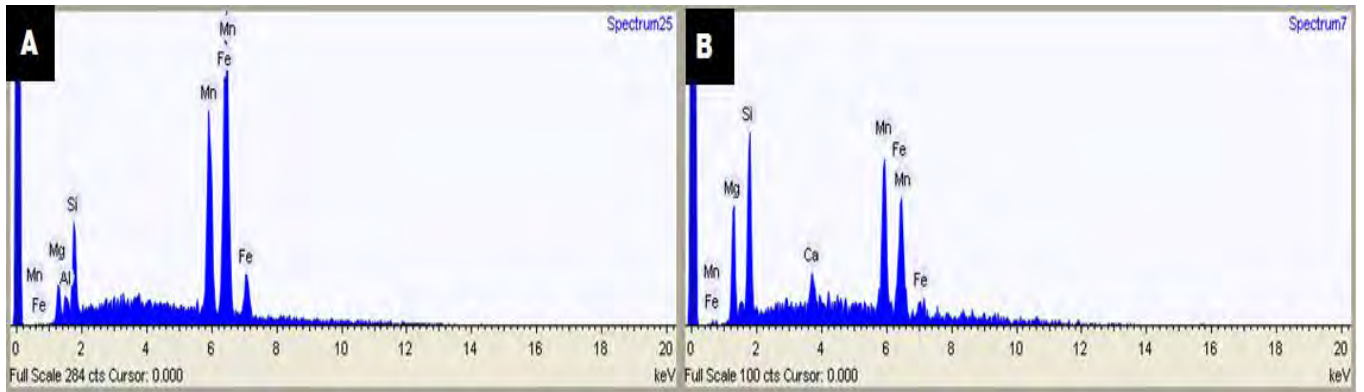 A
Spectrum25
Mn
Fe
Mn
Si
Mg
Al
Fe
Mn
Fe
0 2 4 6 8 10 12 14 16 18 20
Full Scale 284 cts Cursor: 0.000 keV
B
Spectrum7
Si
Mn
Fe
Mg
Mn
Ca
Fe
Mn
Fe
0 2 4 6 8 10 12 14 16 18 20
Full Scale 100 cts Cursor: 0.000 keV